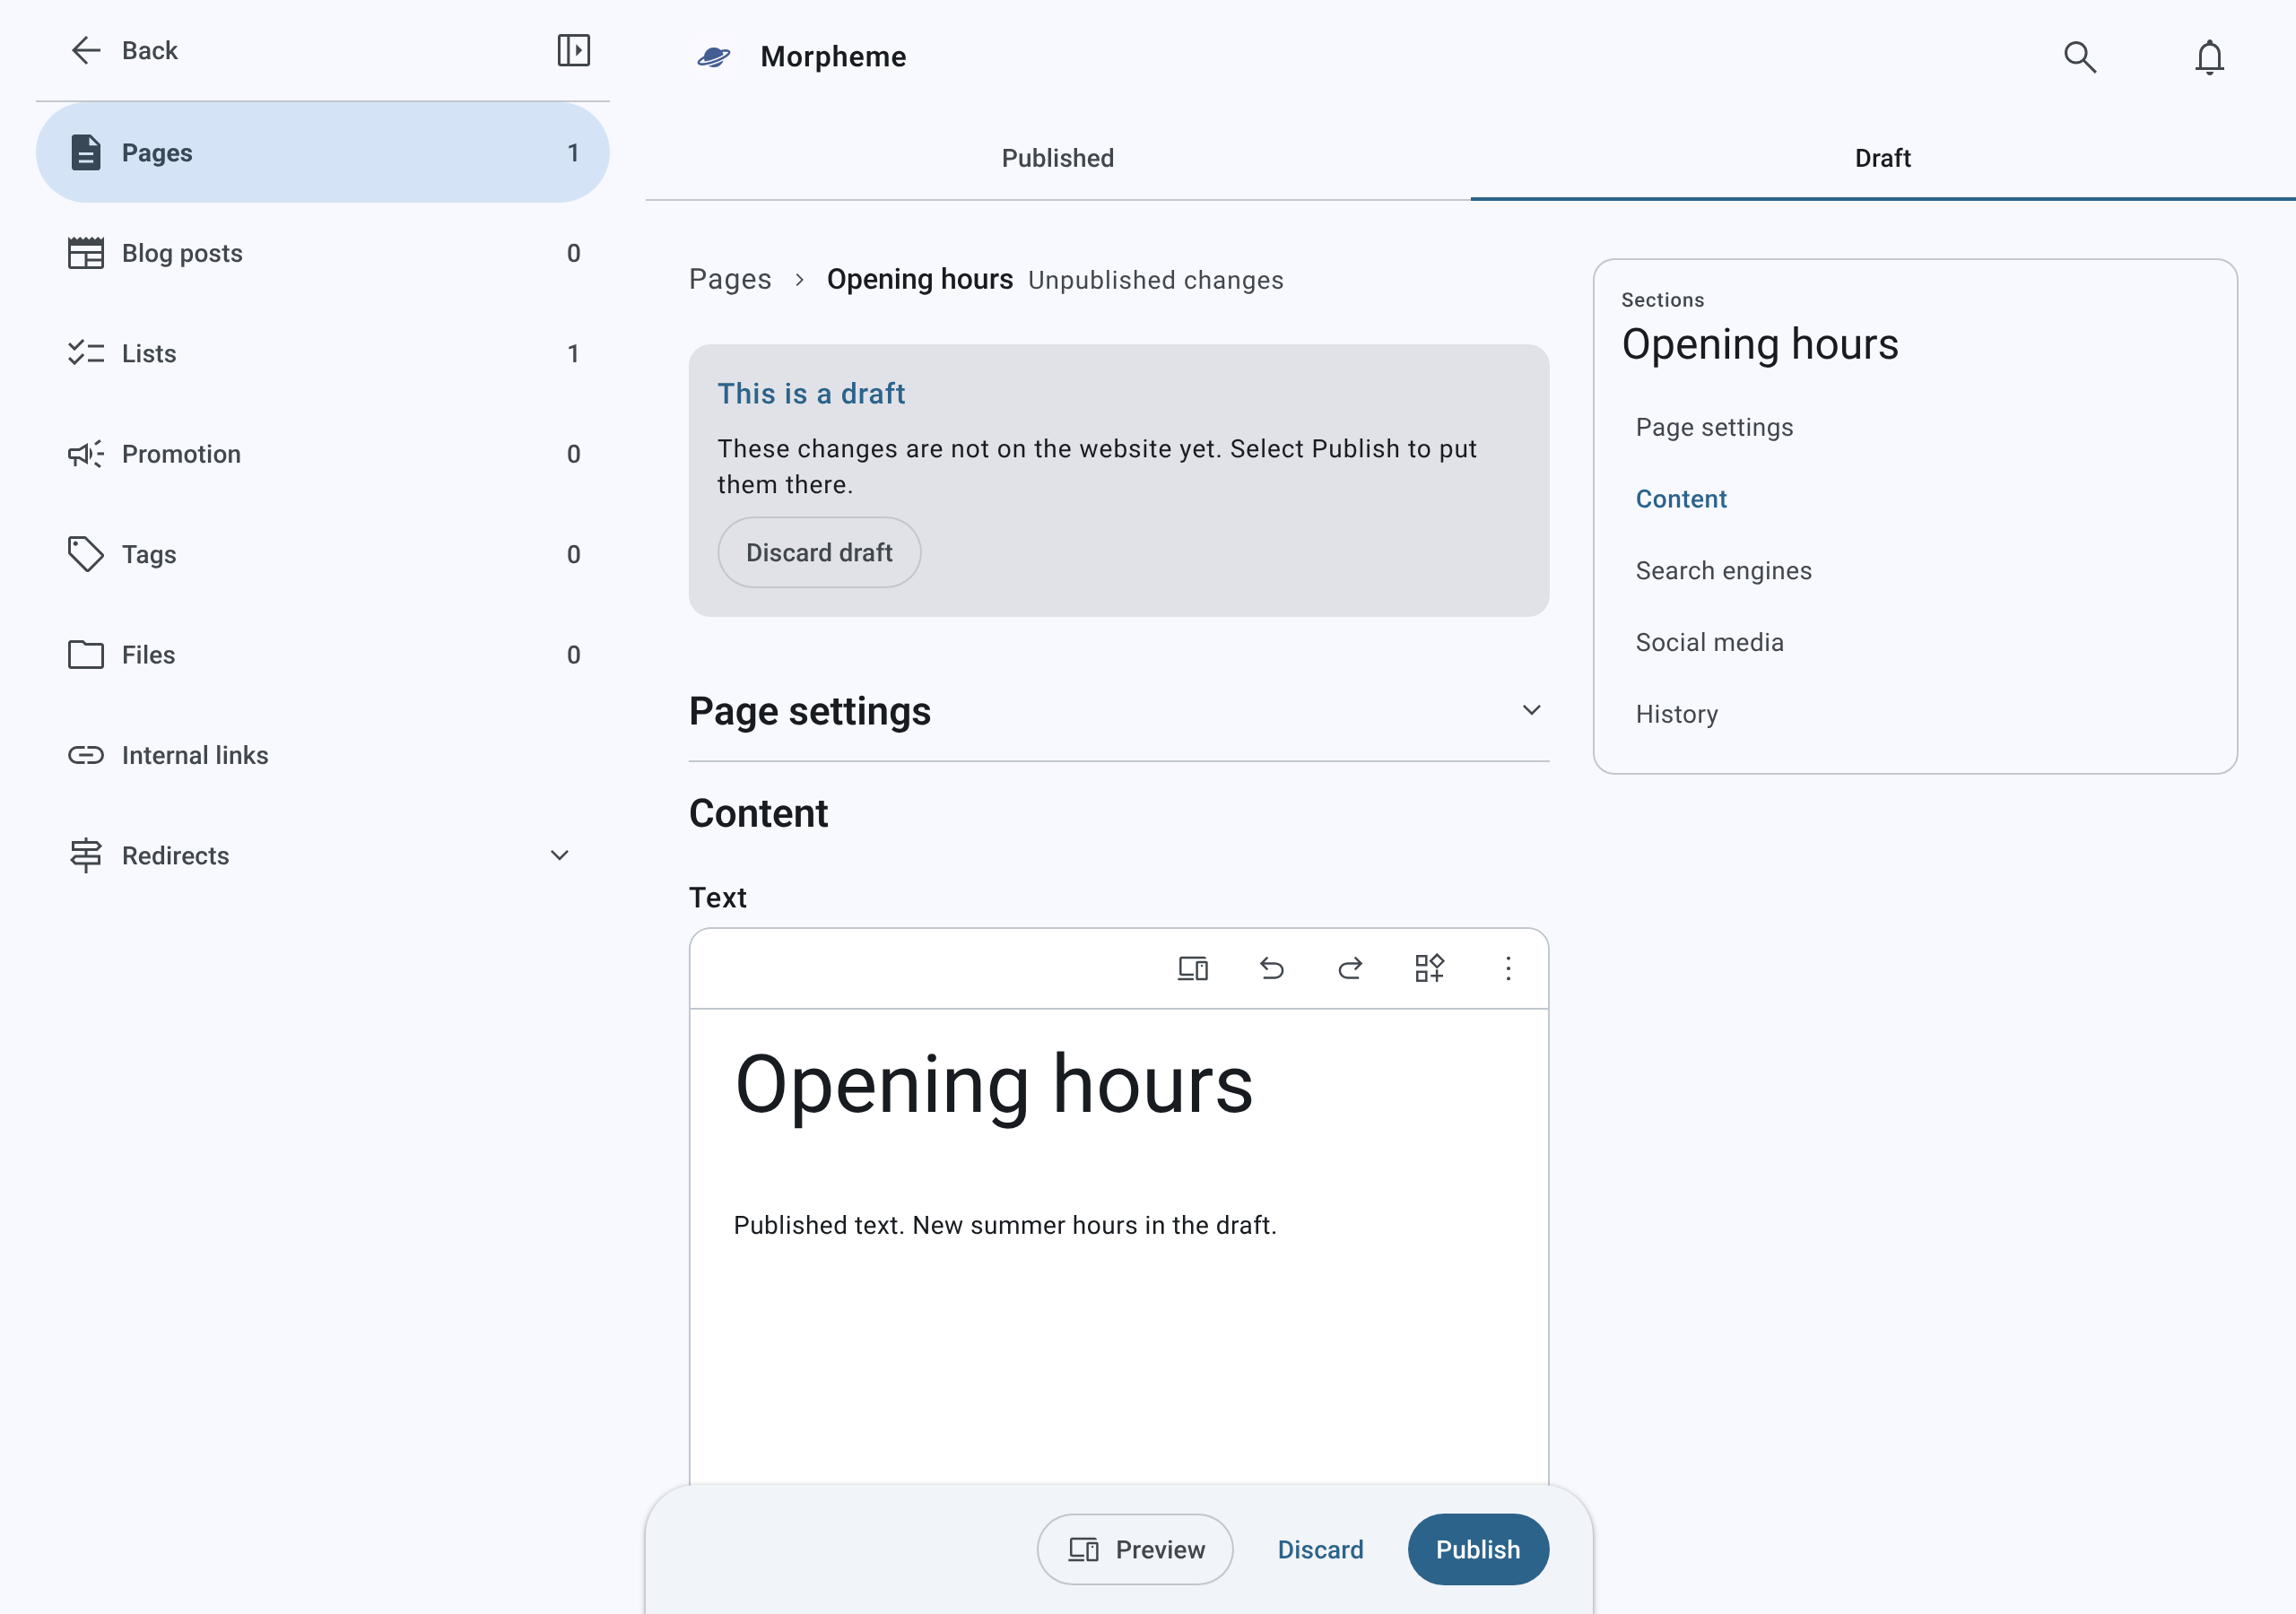 Back
Pages 1
Blog posts 0
Lists 1
Promotion 0
Tags 0
Files 0
Internal links
Redirects
Morpheme
Published
Draft
Pages › Opening hours Unpublished changes
This is a draft
These changes are not on the website yet. Select Publish to put
them there.
Discard draft
Page settings
Content
Text
Opening hours
Published text. New summer hours in the draft.
Preview
Discard
Publish
Sections
Opening hours
Page settings
Content
Search engines
Social media
History